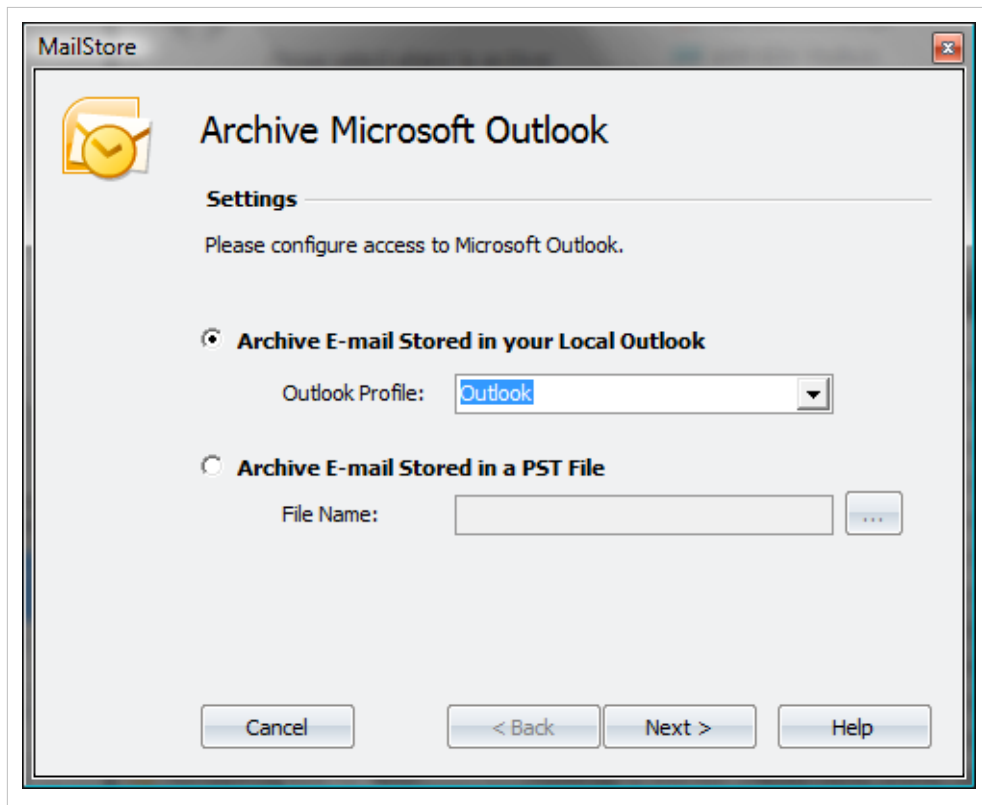 MailStore
Archive Microsoft Outlook
Settings
Please configure access to Microsoft Outlook.
Archive E-mail Stored in your Local Outlook
Outlook Profile: Outlook
Archive E-mail Stored in a PST File
File Name: ...
Cancel < Back Next > Help